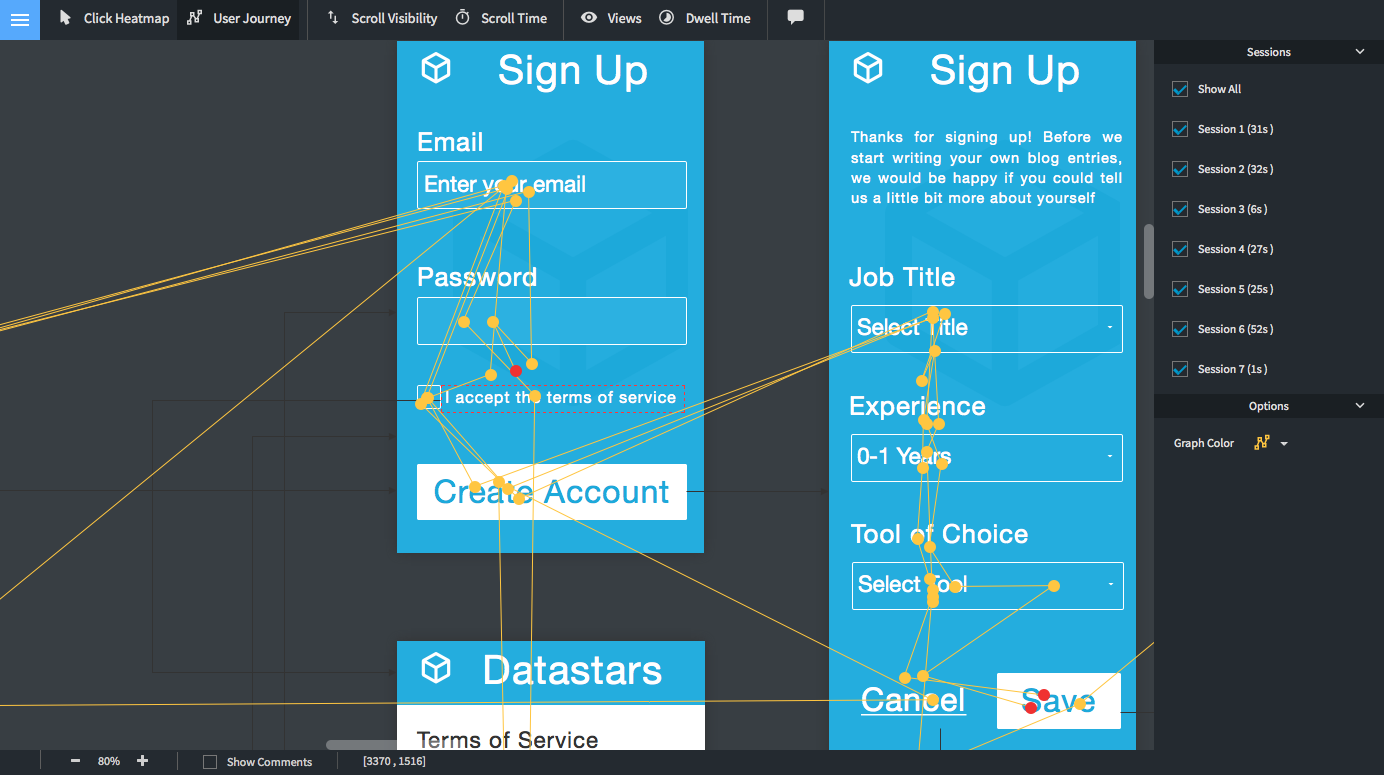 Click Heatmap
User Journey
Scroll Visibility
Scroll Time
Views
Dwell Time
Sign Up
Email
Enter your email
Password
I accept the terms of service
Create Account
Datastars
Terms of Service
Sign Up
Thanks for signing up! Before we
start writing your own blog entries,
we would be happy if you could tell
us a little bit more about yourself
Job Title
Select Title
Experience
0-1 Years
Tool of Choice
Select Tool
Cancel
Save
Sessions
Show All
Session 1 (31s )
Session 2 (32s )
Session 3 (6s )
Session 4 (27s )
Session 5 (25s )
Session 6 (52s )
Session 7 (1s )
Options
Graph Color
80%
Show Comments
[3370 , 1516]